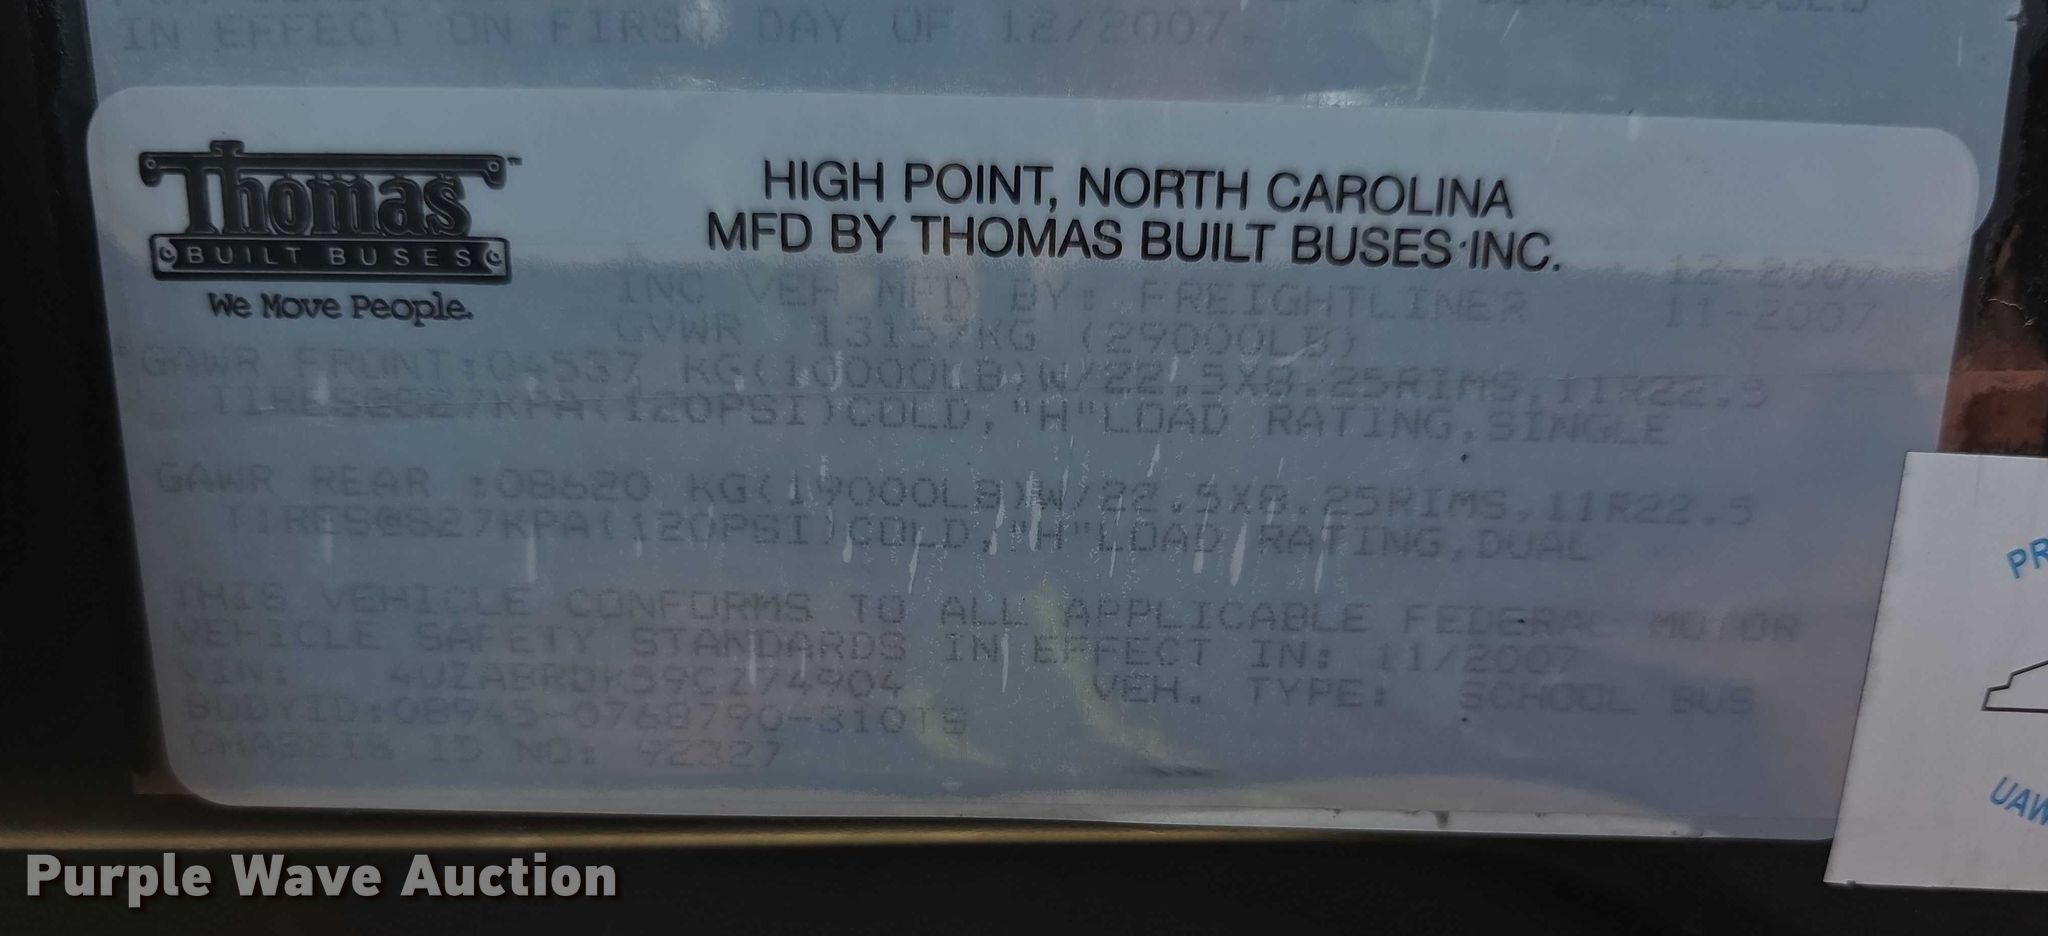 IN EFFECT ON FIRST DAY OF 12/2007.
Thomas™
BUILT BUSES
We Move People.
HIGH POINT, NORTH CAROLINA
MFD BY THOMAS BUILT BUSES INC.
12-2007
INC VEH MFD BY: FREIGHTLINER 11-2007
GVWR 13157KG (29000LB)
GAWR FRONT:04537 KG(10000LB)W/22.5X8.25RIMS,11R22.5
TIRES@827KPA(120PSI)COLD,"H"LOAD RATING,SINGLE
GAWR REAR :08620 KG(19000LB)W/22.5X8.25RIMS,11R22.5
TIRES@827KPA(120PSI)COLD,"H"LOAD RATING,DUAL
THIS VEHICLE CONFORMS TO ALL APPLICABLE FEDERAL MOTOR
VEHICLE SAFETY STANDARDS IN EFFECT IN: 11/2007
VIN: 4UZABRDK59CZ74904 VEH. TYPE: SCHOOL BUS
BODYID:08945-0768790-310TS
CHASSIS ID NO: 92327
PR
UAW
Purple Wave Auction